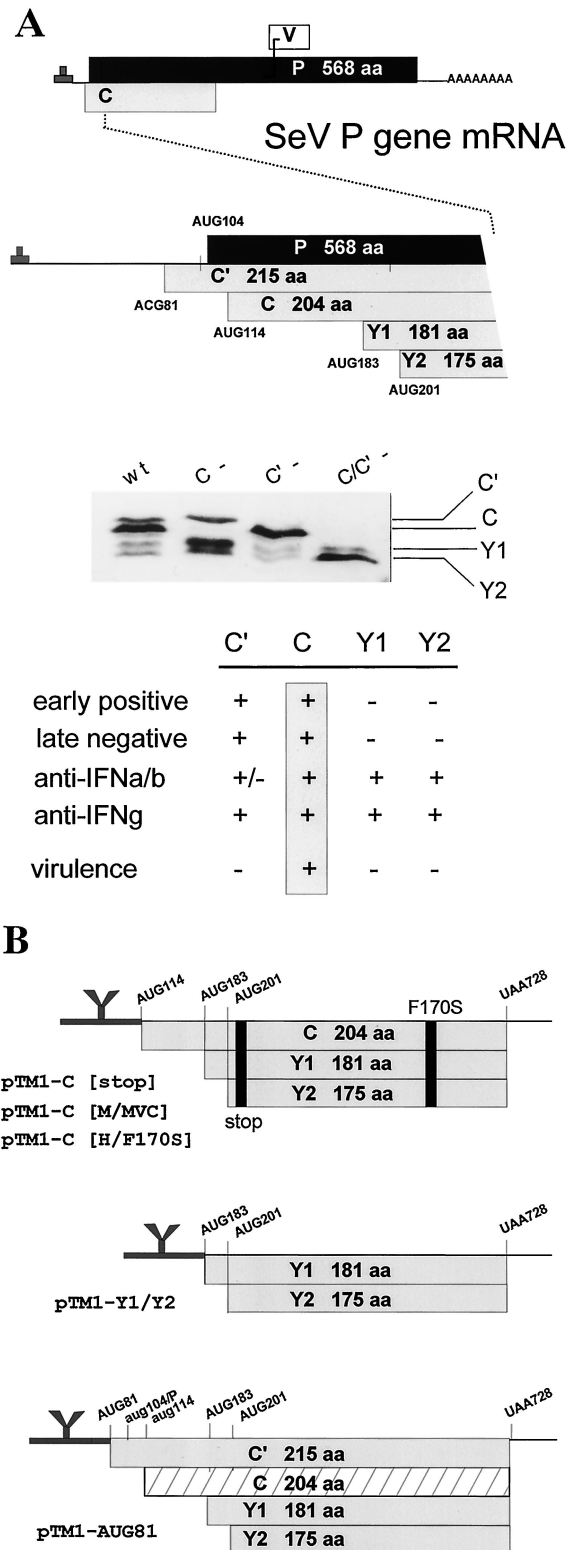 A
V
P 568 aa
AAAAAAAA
C
SeV P gene mRNA
AUG104
P 568 aa
C' 215 aa
ACG81
C 204 aa
AUG114
Y1 181 aa
AUG183
Y2 175 aa
AUG201
wt C - C' - C/C' -
C'
C
Y1
Y2
C' C Y1 Y2
early positive + + - -
late negative + + - -
anti-IFNa/b +/- + + +
anti-IFNg + + + +
virulence - + - -
B
AUG114 AUG183 AUG201 F170S UAA728
C 204 aa
Y1 181 aa
Y2 175 aa
stop
pTM1-C [stop]
pTM1-C [M/MVC]
pTM1-C [H/F170S]
AUG183 AUG201 UAA728
Y1 181 aa
Y2 175 aa
pTM1-Y1/Y2
AUG81 aug104/P aug114 AUG183 AUG201 UAA728
C' 215 aa
C 204 aa
Y1 181 aa
Y2 175 aa
pTM1-AUG81